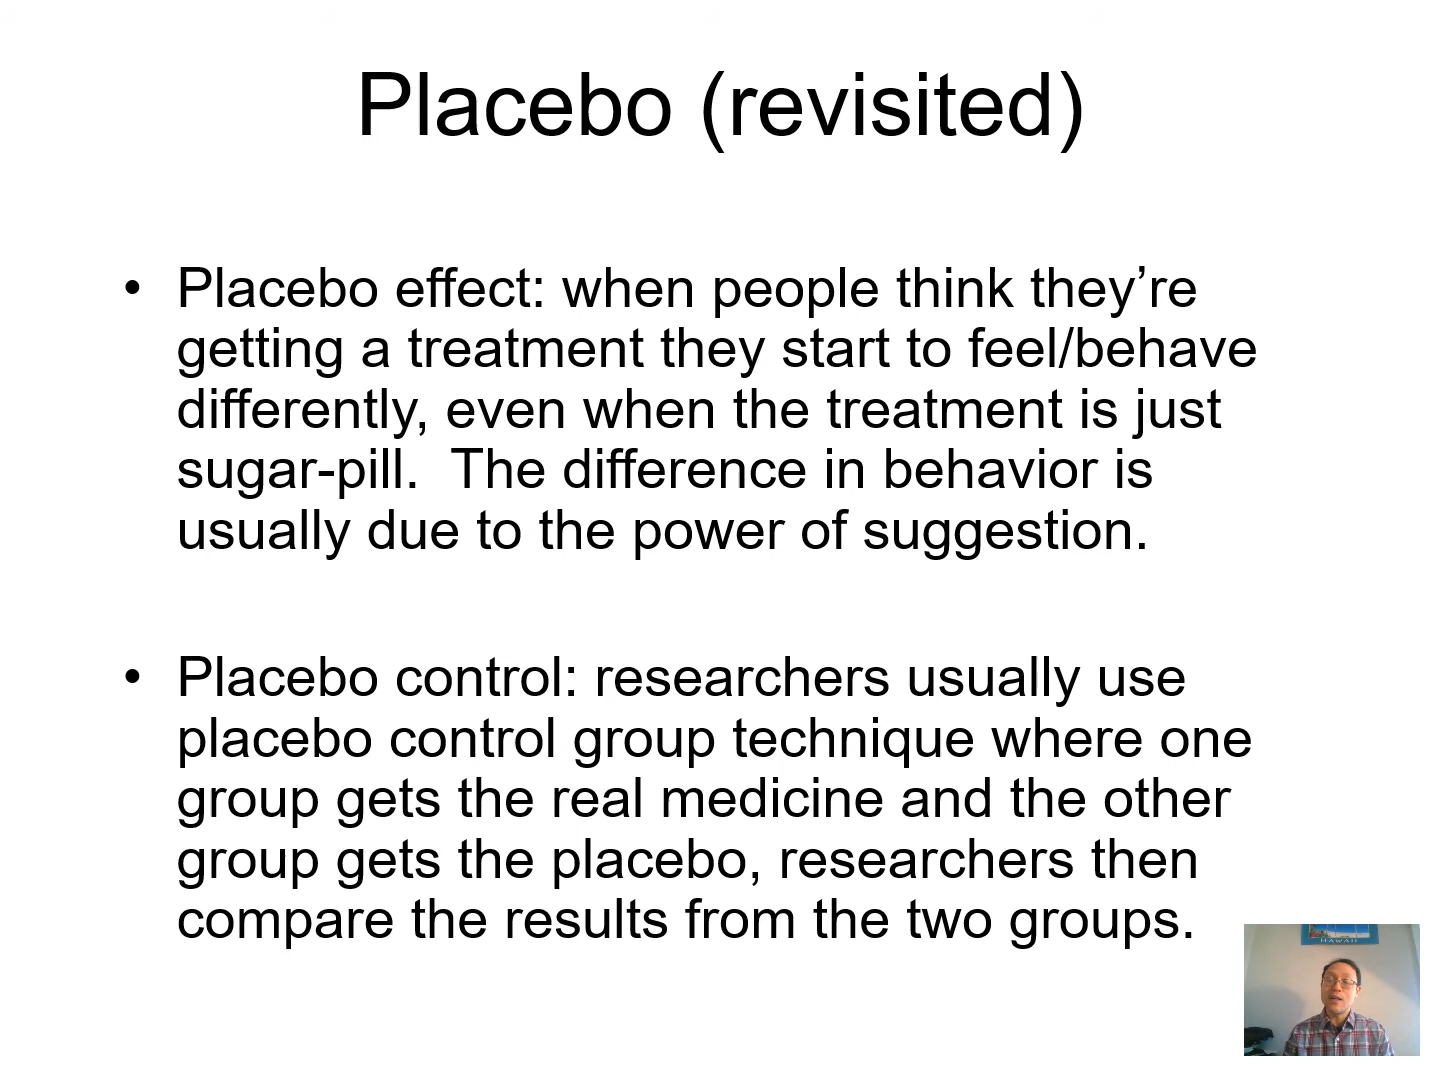 Placebo (revisited)
• Placebo effect: when people think they’re
getting a treatment they start to feel/behave
differently, even when the treatment is just
sugar-pill.  The difference in behavior is
usually due to the power of suggestion.
• Placebo control: researchers usually use
placebo control group technique where one
group gets the real medicine and the other
group gets the placebo, researchers then
compare the results from the two groups.
HAWAII